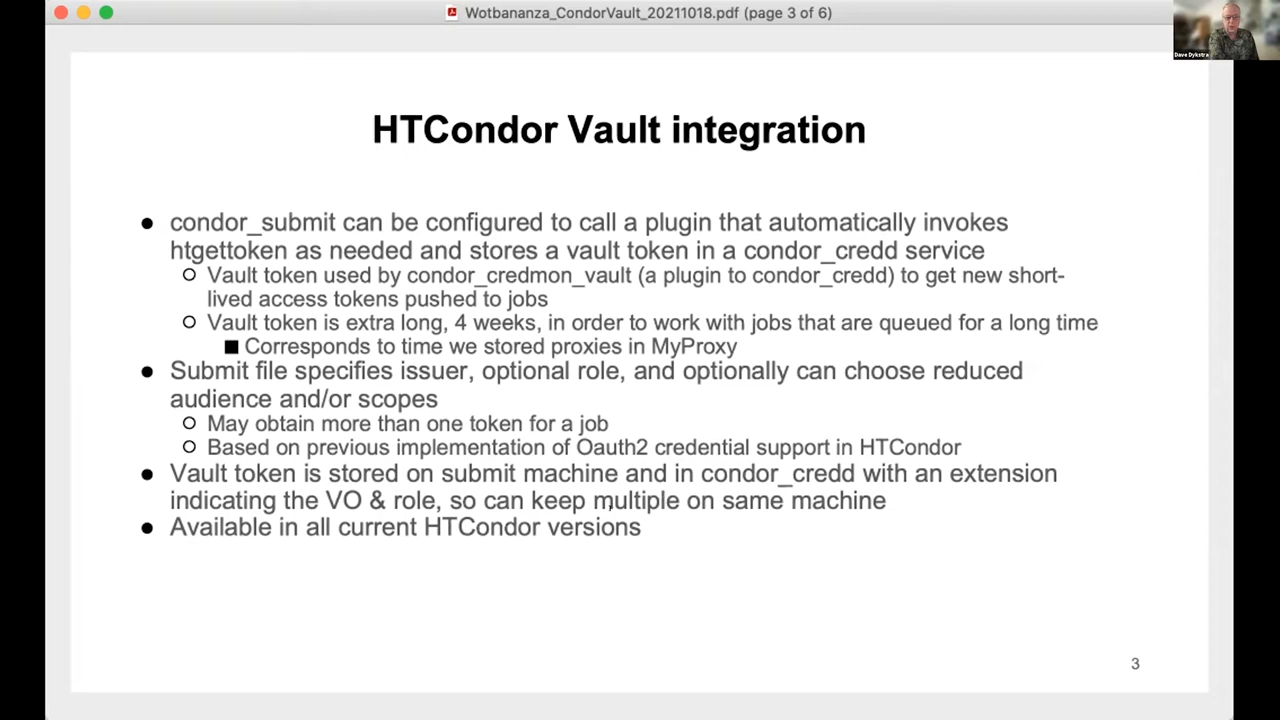 Wotbananza_CondorVault_20211018.pdf (page 3 of 6)
Dave Dykstra
HTCondor Vault integration
● condor_submit can be configured to call a plugin that automatically invokes
htgettoken as needed and stores a vault token in a condor_credd service
○ Vault token used by condor_credmon_vault (a plugin to condor_credd) to get new short-
lived access tokens pushed to jobs
○ Vault token is extra long, 4 weeks, in order to work with jobs that are queued for a long time
■ Corresponds to time we stored proxies in MyProxy
● Submit file specifies issuer, optional role, and optionally can choose reduced
audience and/or scopes
○ May obtain more than one token for a job
○ Based on previous implementation of Oauth2 credential support in HTCondor
● Vault token is stored on submit machine and in condor_credd with an extension
indicating the VO & role, so can keep multiple on same machine
● Available in all current HTCondor versions
3